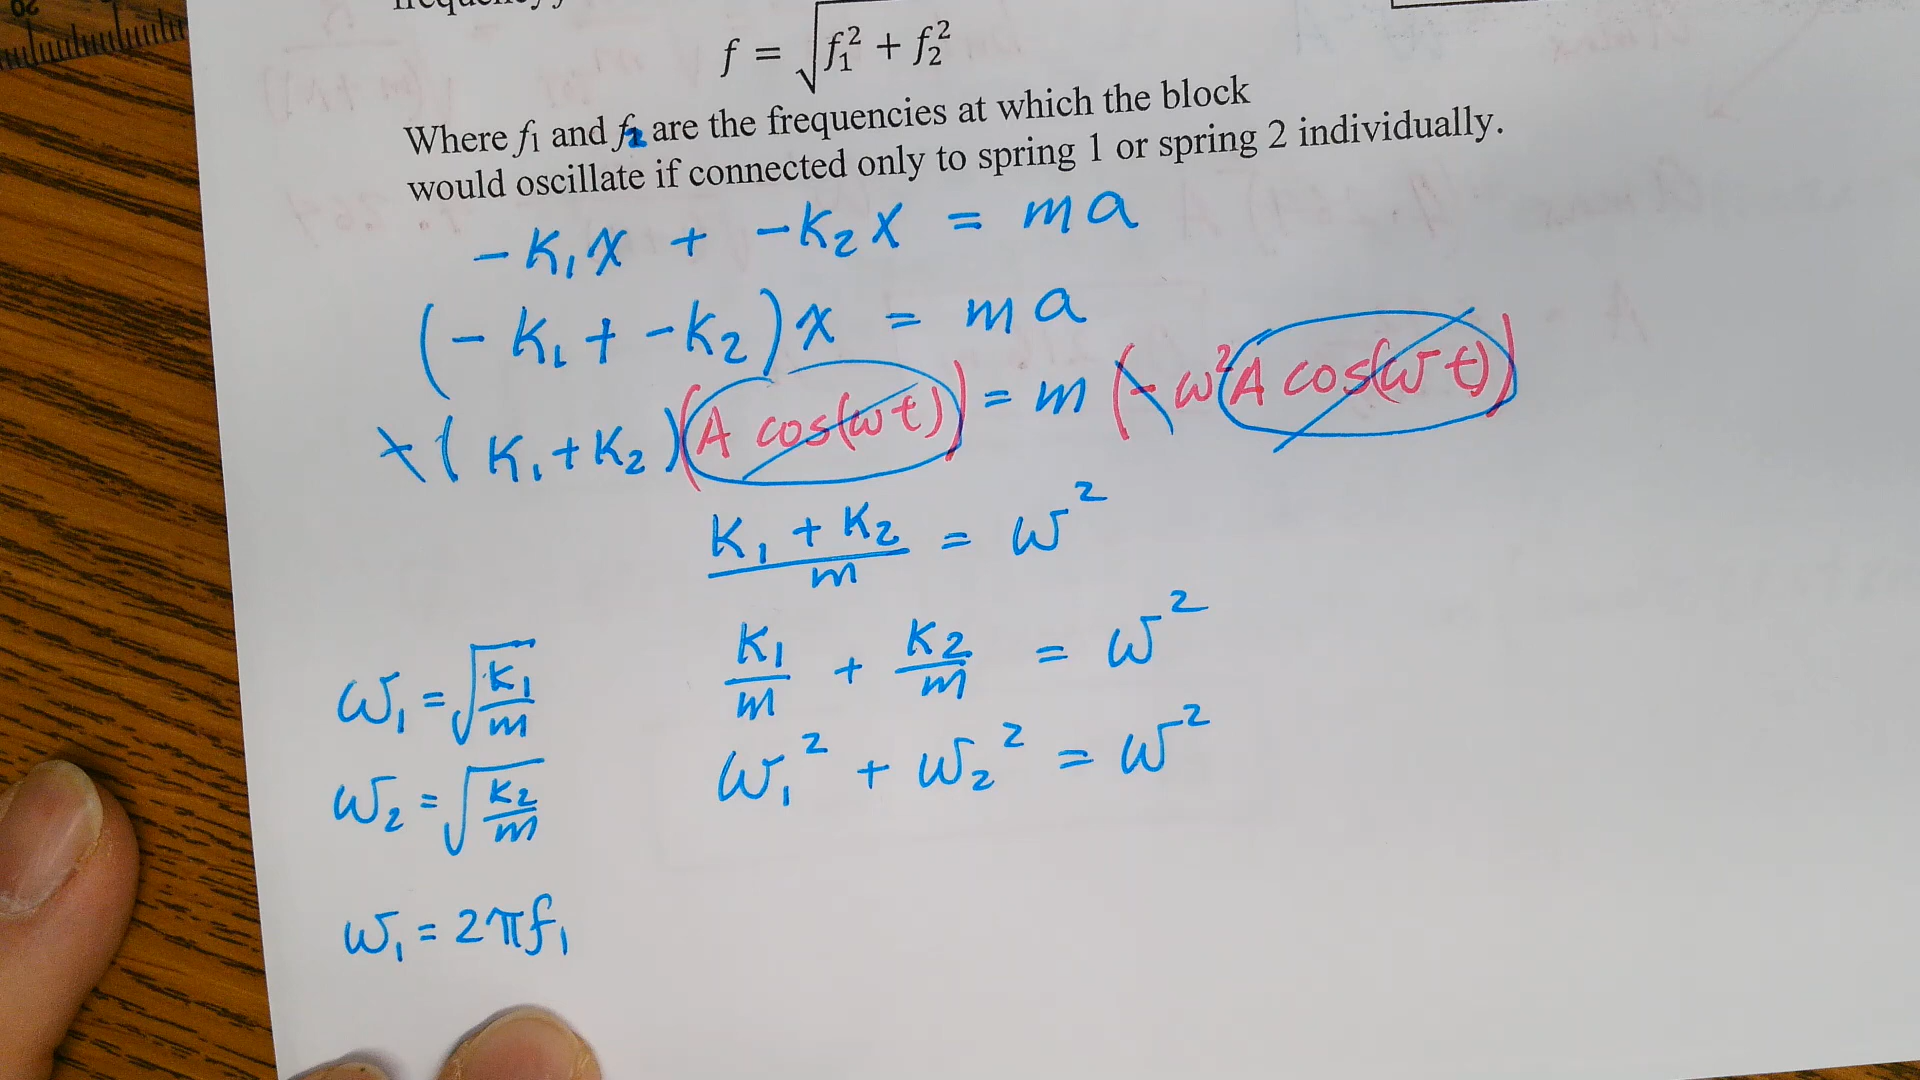 f = √(f₁² + f₂²)
Where f₁ and f₂ are the frequencies at which the block
would oscillate if connected only to spring 1 or spring 2 individually.
-K₁x + -K₂x = ma
(-K₁ + -K₂)x = ma
-(K₁+K₂)(A cos(ωt)) = m(-ω²A cos(ωt))
(K₁ + K₂)/m = ω²
K₁/m + K₂/m = ω²
ω₁ = √(K₁/m)
ω₁² + ω₂² = ω²
ω₂ = √(K₂/m)
ω₁ = 2πf₁